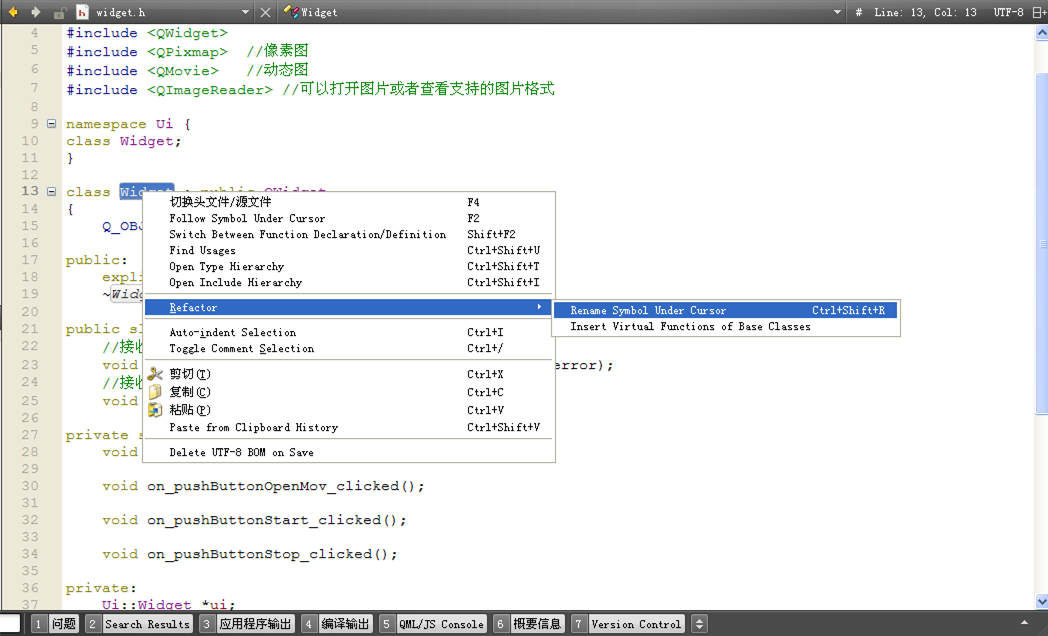 widget.h
Widget
# Line: 13, Col: 13 UTF-8
4 #include <QWidget>
5 #include <QPixmap> //像素图
6 #include <QMovie> //动态图
7 #include <QImageReader> //可以打开图片或者查看支持的图片格式
8
9 namespace Ui {
10 class Widget;
11 }
12
13 class Widget : public QWidget
14 {
15 Q_OBJ
16
17 public:
18 expli
19 ~Widg
20
21 public sl
22 //接收
23 void error);
24 //接收
25 void
26
27 private s
28 void
29
30 void on_pushButtonOpenMov_clicked();
31
32 void on_pushButtonStart_clicked();
33
34 void on_pushButtonStop_clicked();
35
36 private:
37 Ui::Widget *ui;
切换头文件/源文件 F4
Follow Symbol Under Cursor F2
Switch Between Function Declaration/Definition Shift+F2
Find Usages Ctrl+Shift+U
Open Type Hierarchy Ctrl+Shift+T
Open Include Hierarchy Ctrl+Shift+I
Refactor
Rename Symbol Under Cursor Ctrl+Shift+R
Insert Virtual Functions of Base Classes
Auto-indent Selection Ctrl+I
Toggle Comment Selection Ctrl+/
剪切(T) Ctrl+X
复制(C) Ctrl+C
粘贴(P) Ctrl+V
Paste from Clipboard History Ctrl+Shift+V
Delete UTF-8 BOM on Save
1 问题 2 Search Results 3 应用程序输出 4 编译输出 5 QML/JS Console 6 概要信息 7 Version Control